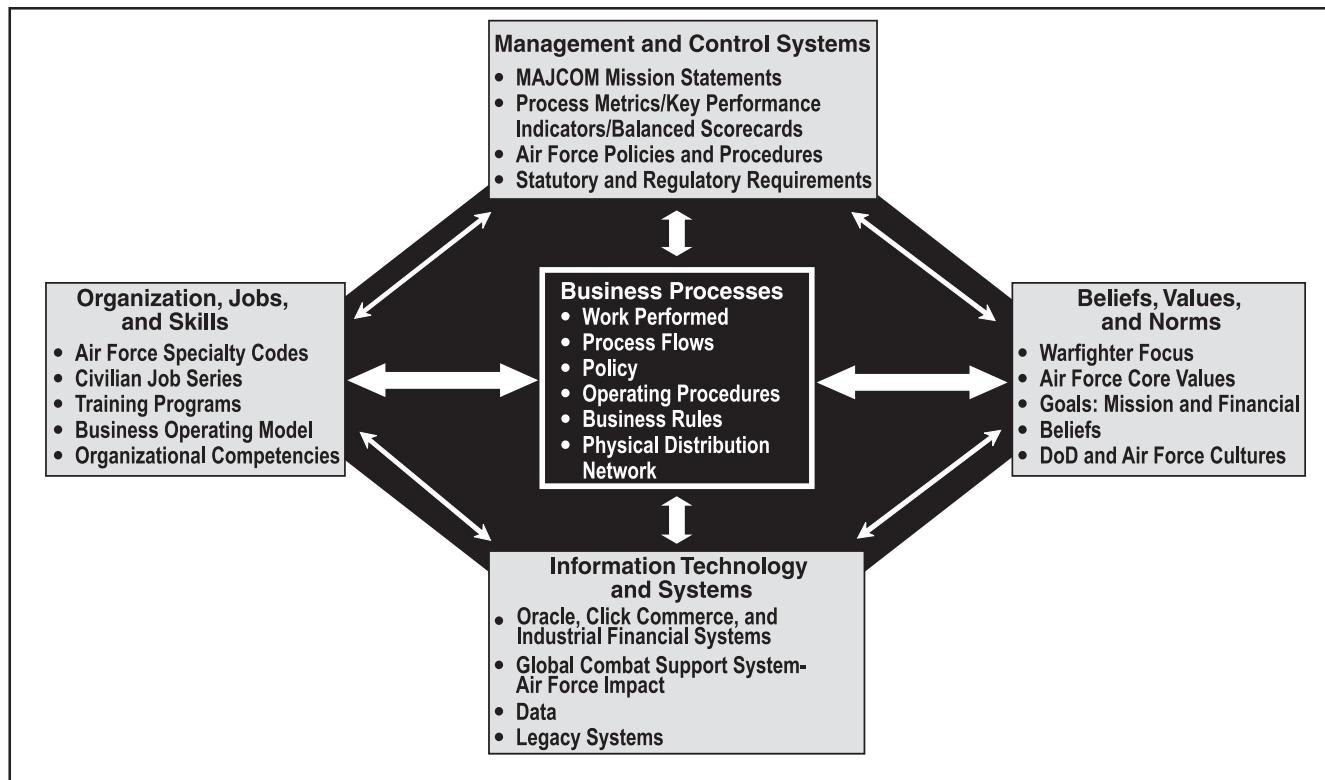 Management and Control Systems
• MAJCOM Mission Statements
• Process Metrics/Key Performance
Indicators/Balanced Scorecards
• Air Force Policies and Procedures
• Statutory and Regulatory Requirements
Organization, Jobs,
and Skills
• Air Force Specialty Codes
• Civilian Job Series
• Training Programs
• Business Operating Model
• Organizational Competencies
Business Processes
• Work Performed
• Process Flows
• Policy
• Operating Procedures
• Business Rules
• Physical Distribution
Network
Beliefs, Values,
and Norms
• Warfighter Focus
• Air Force Core Values
• Goals: Mission and Financial
• Beliefs
• DoD and Air Force Cultures
Information Technology
and Systems
• Oracle, Click Commerce, and
Industrial Financial Systems
• Global Combat Support System-
Air Force Impact
• Data
• Legacy Systems